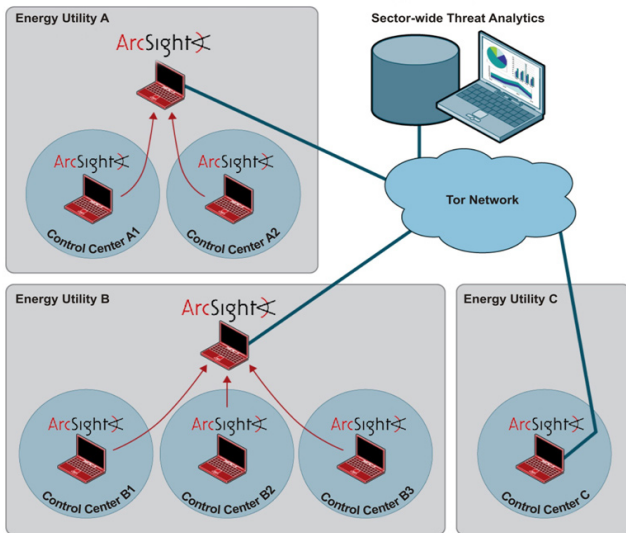 Energy Utility A
Sector-wide Threat Analytics
ArcSight
ArcSight
ArcSight
Control Center A1
Control Center A2
Tor Network
Energy Utility B
Energy Utility C
ArcSight
ArcSight
ArcSight
ArcSight
ArcSight
Control Center B1
Control Center B2
Control Center B3
Control Center C